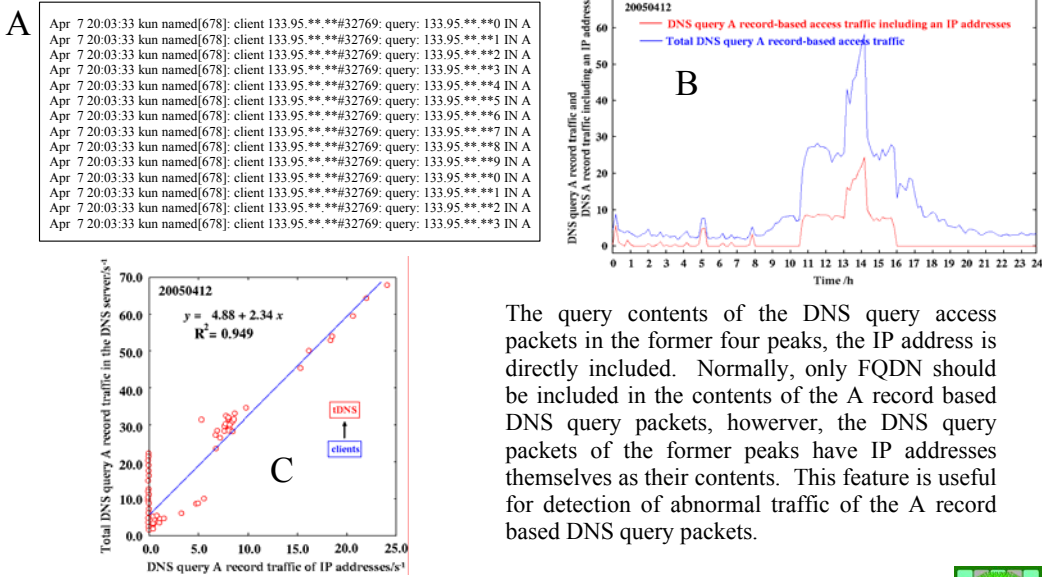 A
Apr 7 20:03:33 kun named[678]: client 133.95.**.**#32769: query: 133.95.**.**0 IN A
Apr 7 20:03:33 kun named[678]: client 133.95.**.**#32769: query: 133.95.**.**1 IN A
Apr 7 20:03:33 kun named[678]: client 133.95.**.**#32769: query: 133.95.**.**2 IN A
Apr 7 20:03:33 kun named[678]: client 133.95.**.**#32769: query: 133.95.**.**3 IN A
Apr 7 20:03:33 kun named[678]: client 133.95.**.**#32769: query: 133.95.**.**4 IN A
Apr 7 20:03:33 kun named[678]: client 133.95.**.**#32769: query: 133.95.**.**5 IN A
Apr 7 20:03:33 kun named[678]: client 133.95.**.**#32769: query: 133.95.**.**6 IN A
Apr 7 20:03:33 kun named[678]: client 133.95.**.**#32769: query: 133.95.**.**7 IN A
Apr 7 20:03:33 kun named[678]: client 133.95.**.**#32769: query: 133.95.**.**8 IN A
Apr 7 20:03:33 kun named[678]: client 133.95.**.**#32769: query: 133.95.**.**9 IN A
Apr 7 20:03:33 kun named[678]: client 133.95.**.**#32769: query: 133.95.**.**0 IN A
Apr 7 20:03:33 kun named[678]: client 133.95.**.**#32769: query: 133.95.**.**1 IN A
Apr 7 20:03:33 kun named[678]: client 133.95.**.**#32769: query: 133.95.**.**2 IN A
Apr 7 20:03:33 kun named[678]: client 133.95.**.**#32769: query: 133.95.**.**3 IN A
20050412
DNS query A record-based access traffic including an IP addresses
Total DNS query A record-based access traffic
B
DNS query A record traffic and
DNS A record traffic including an IP address
60
50
40
30
20
10
0
0 1 2 3 4 5 6 7 8 9 10 11 12 13 14 15 16 17 18 19 20 21 22 23 24
Time /h
Total DNS query A record traffic in the DNS server/s-1
70.0
60.0
50.0
40.0
30.0
20.0
10.0
0.0
20050412
y = 4.88 + 2.34 x
R2 = 0.949
tDNS
clients
C
0.0 5.0 10.0 15.0 20.0 25.0
DNS query A record traffic of IP addresses/s-1
The query contents of the DNS query access
packets in the former four peaks, the IP address is
directly included. Normally, only FQDN should
be included in the contents of the A record based
DNS query packets, howerver, the DNS query
packets of the former peaks have IP addresses
themselves as their contents. This feature is useful
for detection of abnormal traffic of the A record
based DNS query packets.